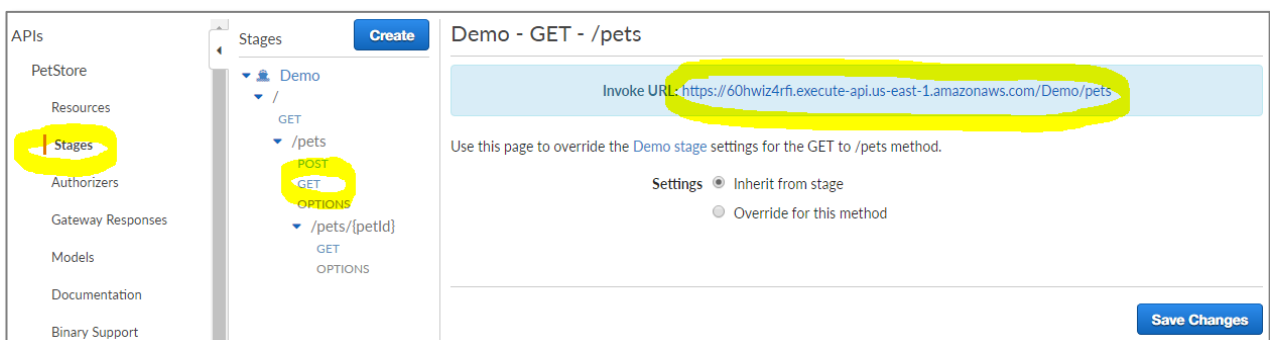 APIs
PetStore
Resources
Stages
Authorizers
Gateway Responses
Models
Documentation
Binary Support
Stages
Create
Demo
/
GET
/pets
POST
GET
OPTIONS
/pets/{petId}
GET
OPTIONS
Demo - GET - /pets
Invoke URL: https://60hwiz4rfi.execute-api.us-east-1.amazonaws.com/Demo/pets
Use this page to override the Demo stage settings for the GET to /pets method.
Settings Inherit from stage
Override for this method
Save Changes